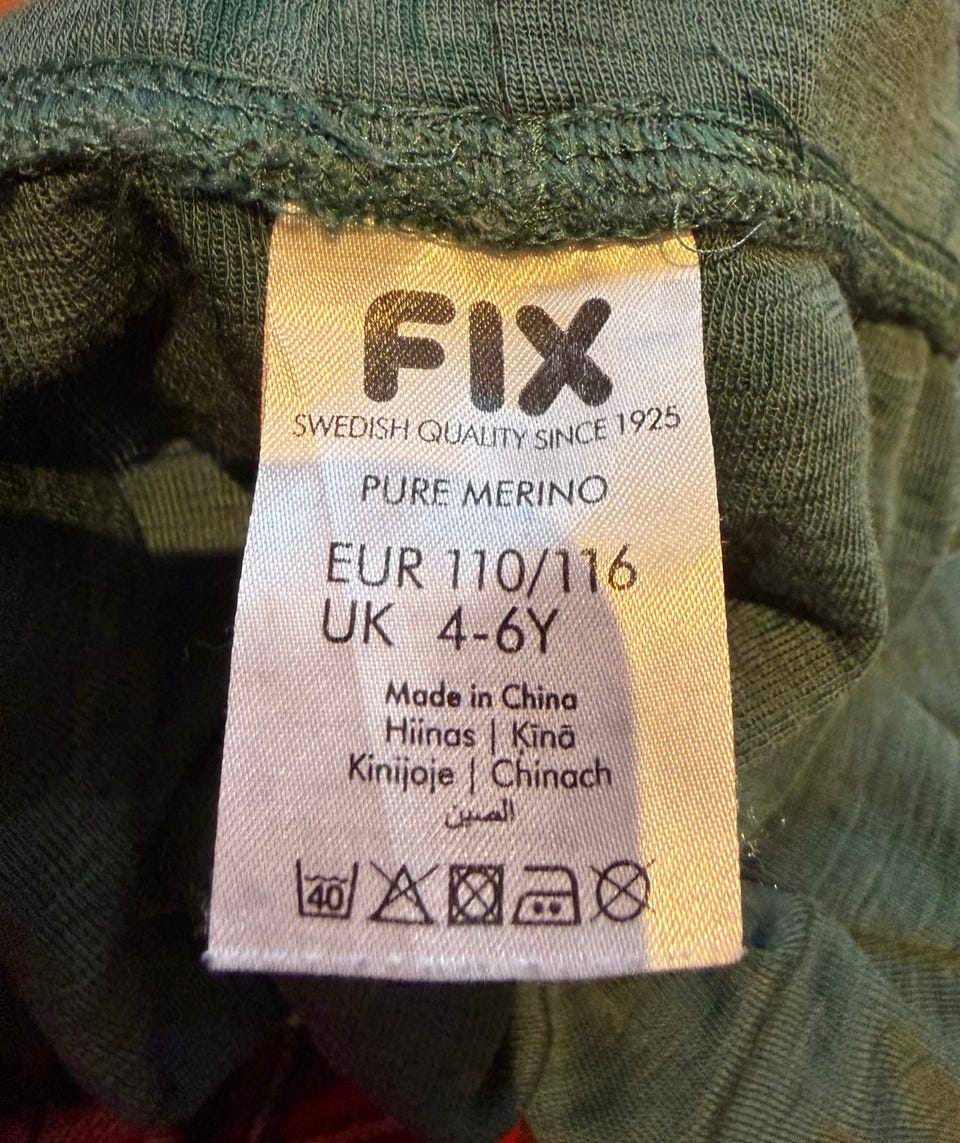 FIX
SWEDISH QUALITY SINCE 1925
PURE MERINO
EUR 110/116
UK 4-6Y
Made in China
Hiinas | Ķīnā
Kinijoje | Chinach
الصين
40